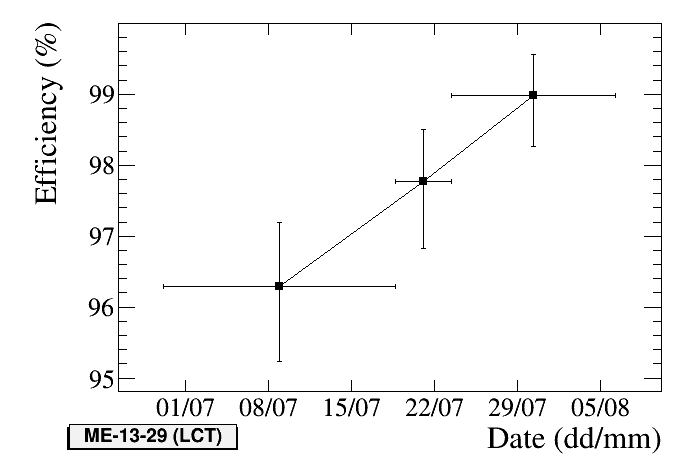 Efficiency (%)
99
98
97
96
95
01/07 08/07 15/07 22/07 29/07 05/08
ME-13-29 (LCT)
Date (dd/mm)